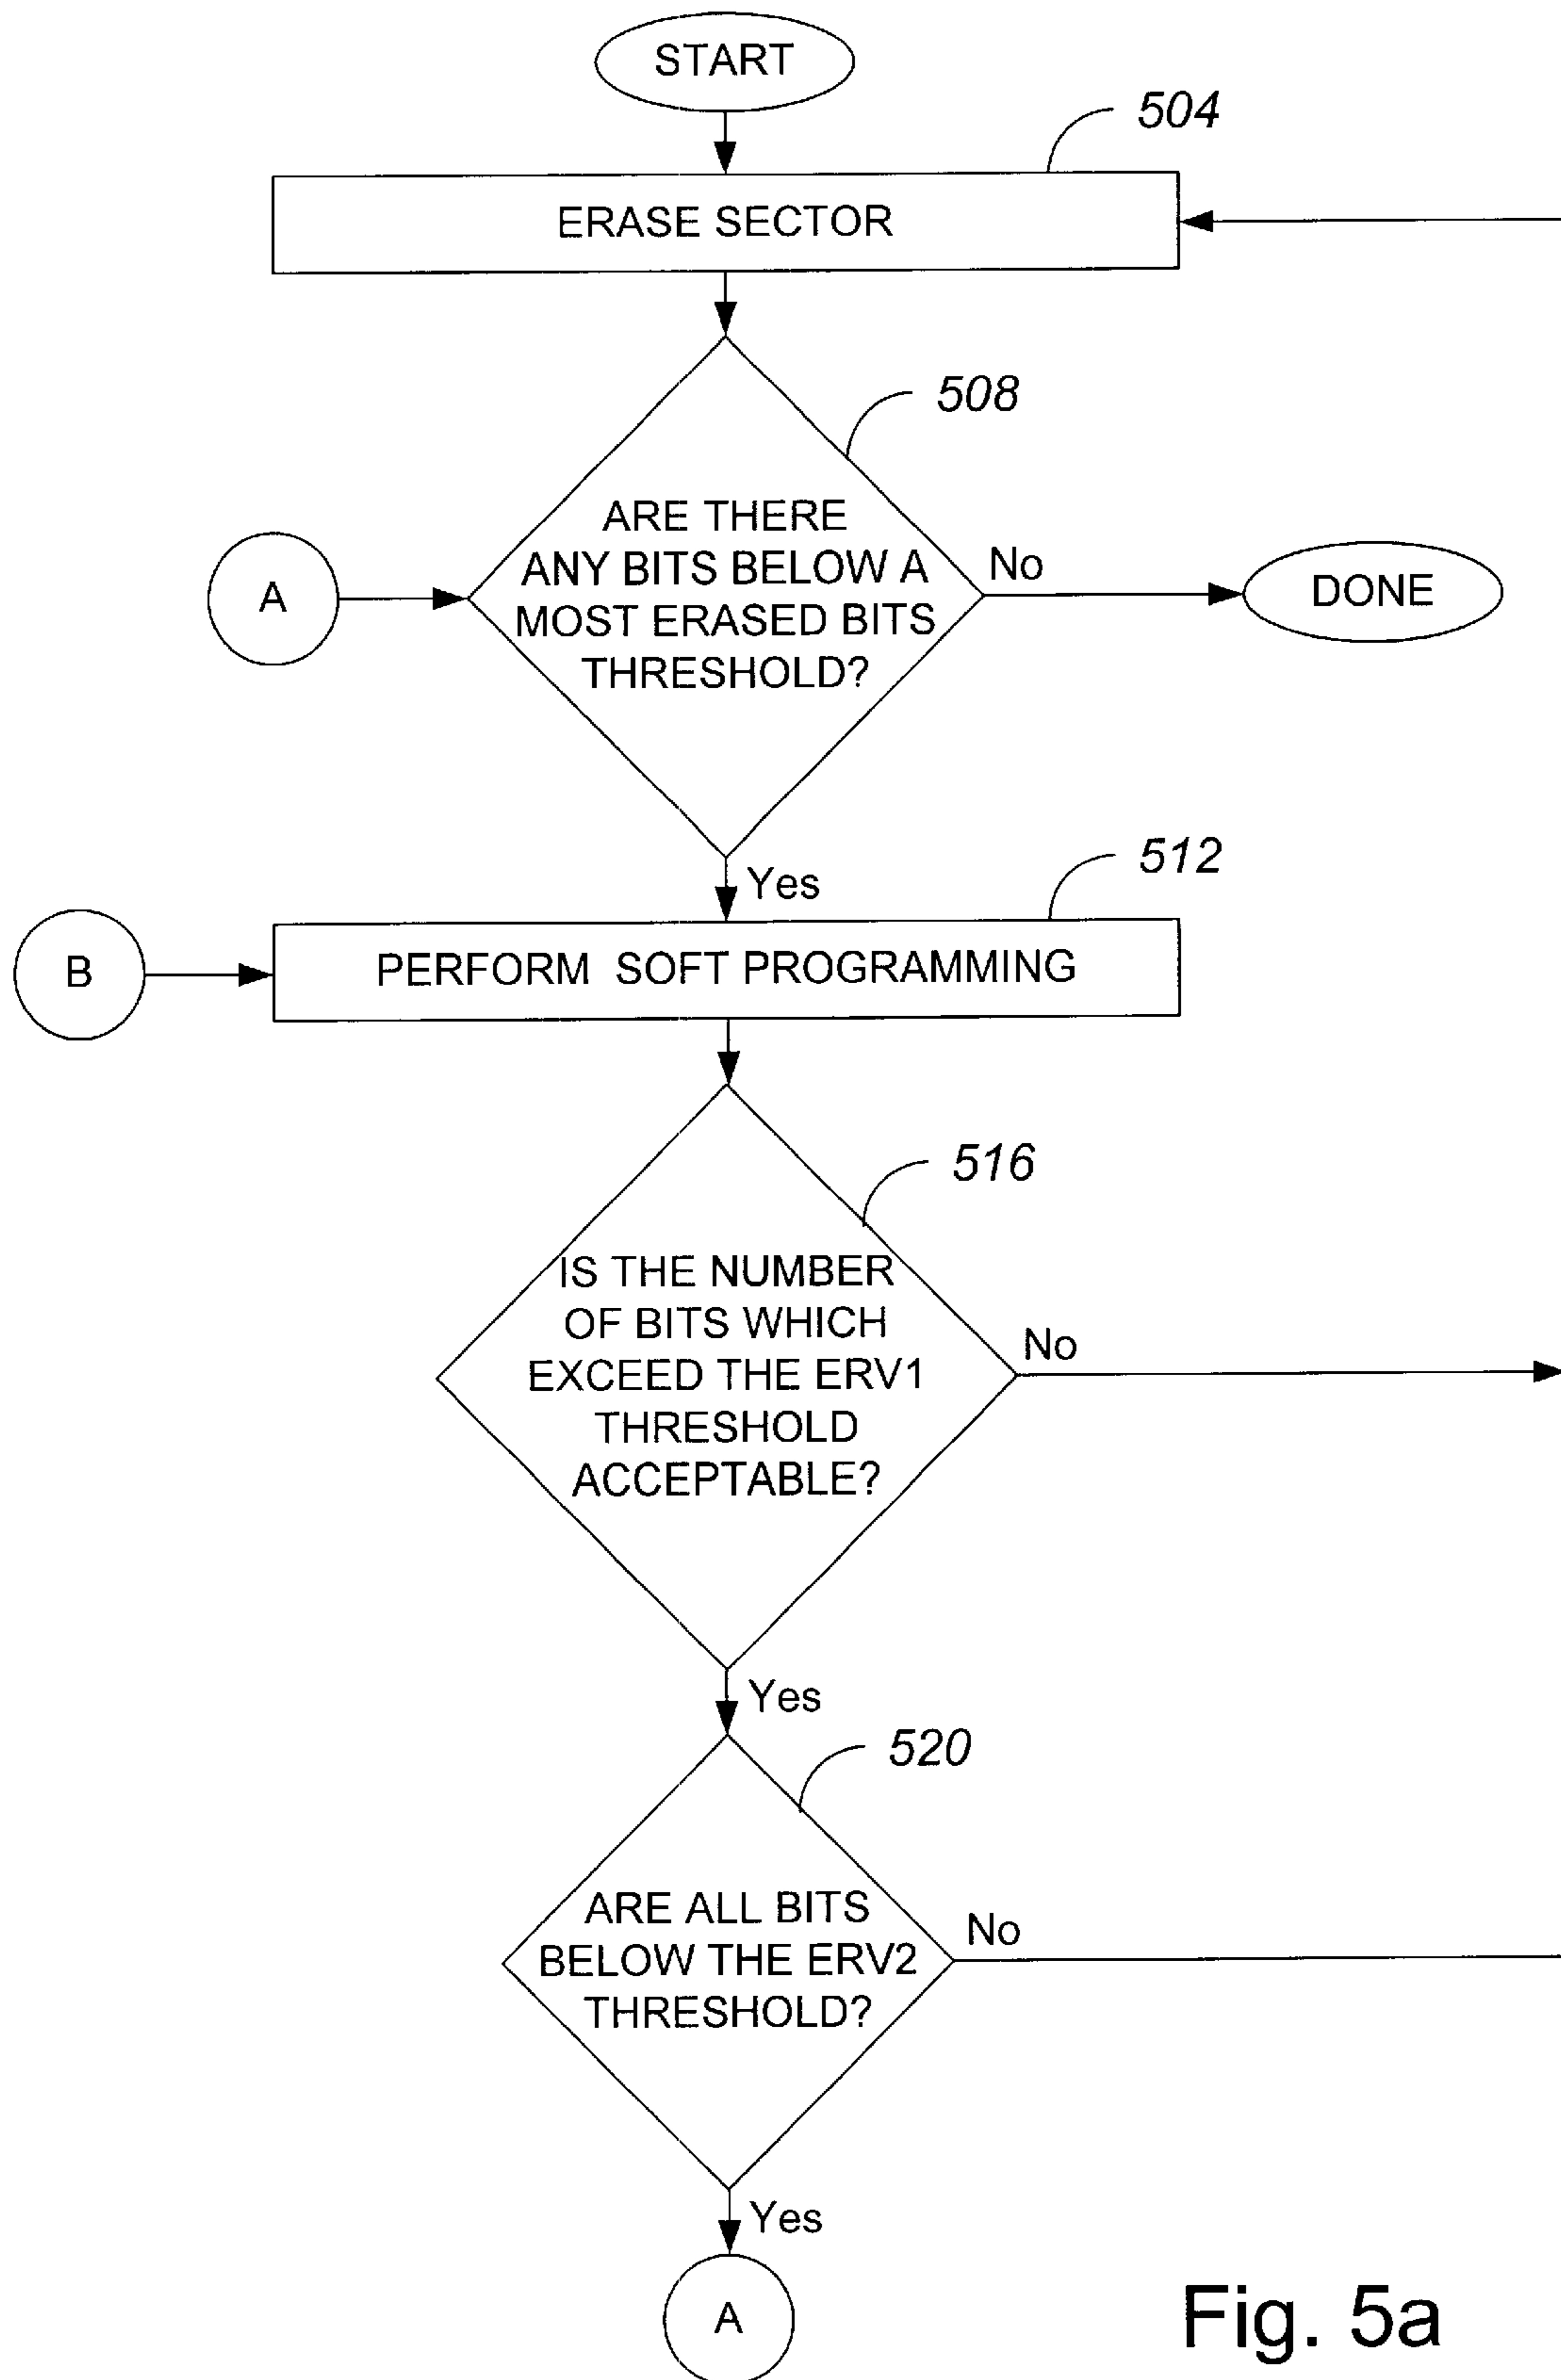 START
504
ERASE SECTOR
508
ARE THERE
ANY BITS BELOW A
MOST ERASED BITS
THRESHOLD?
No
DONE
A
Yes
512
B
PERFORM SOFT PROGRAMMING
516
IS THE NUMBER
OF BITS WHICH
EXCEED THE ERV1
THRESHOLD
ACCEPTABLE?
No
Yes
520
ARE ALL BITS
BELOW THE ERV2
THRESHOLD?
No
Yes
A
Fig. 5a